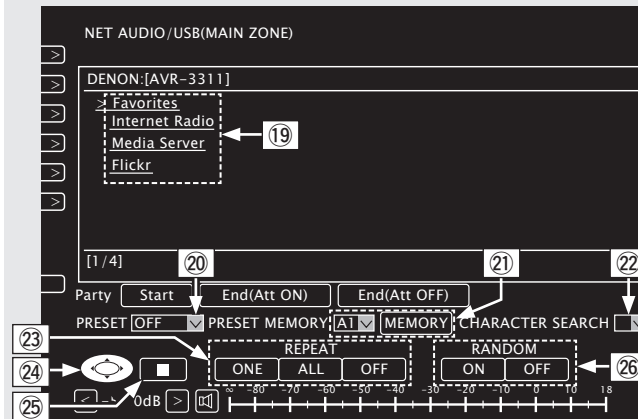 NET AUDIO/USB(MAIN ZONE)
>
>
>
>
>
>
DENON:[AVR-3311]
> Favorites
Internet Radio
Media Server
Flickr
⑲
[1/4]
⑳ ㉑ ㉒
Party Start End(Att ON) End(Att OFF)
PRESET OFF PRESET MEMORY A1 MEMORY CHARACTER SEARCH
㉓ REPEAT RANDOM
㉔ ONE ALL OFF ON OFF ㉖
㉕ < 0dB >
∞ -80 -70 -60 -50 -40 -30 -20 -10 0 10 18